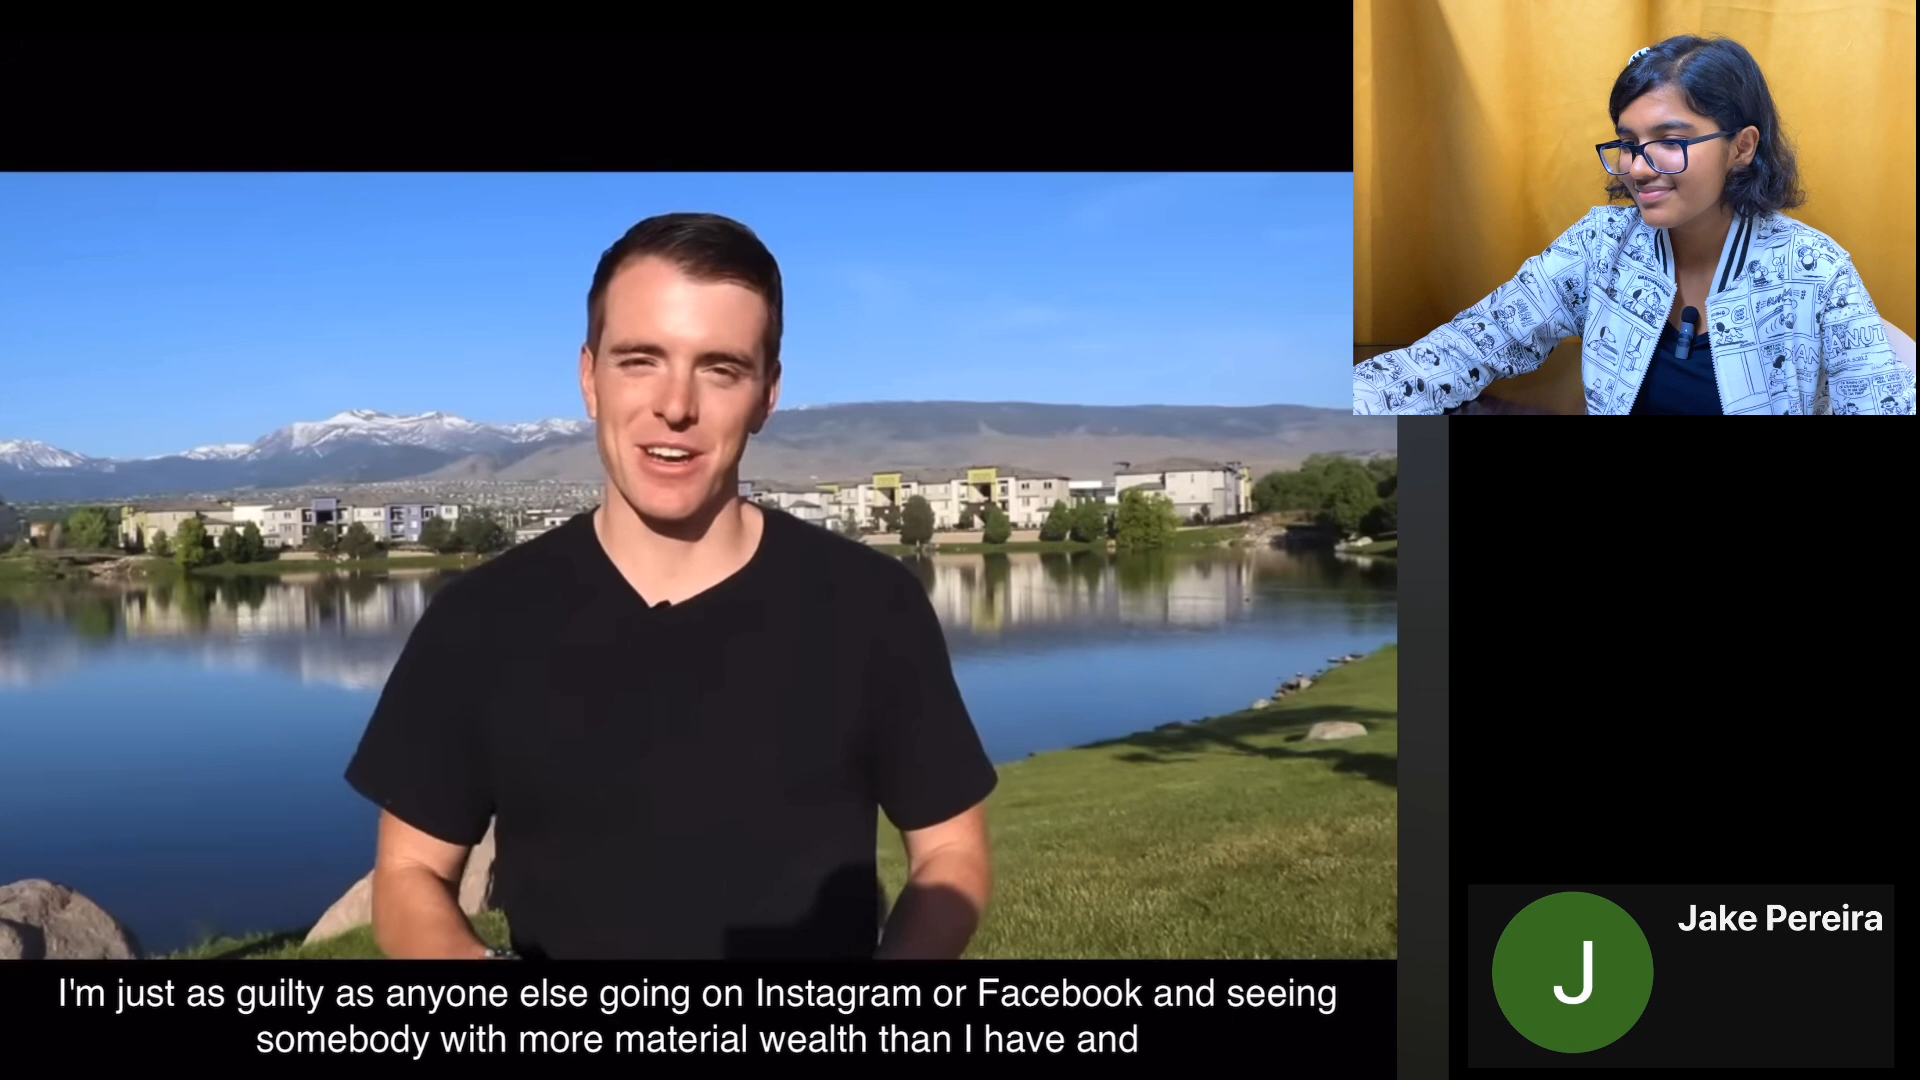 Jake Pereira
J
I'm just as guilty as anyone else going on Instagram or Facebook and seeing
somebody with more material wealth than I have and